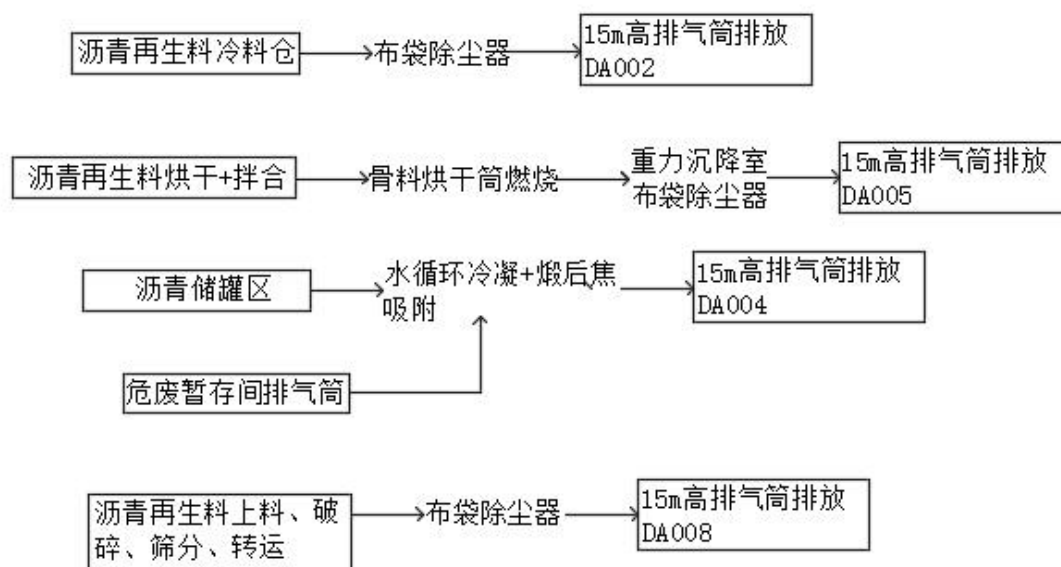 沥青再生料冷料仓
布袋除尘器
15m高排气筒排放
DA002
沥青再生料烘干+拌合
骨料烘干筒燃烧
重力沉降室
布袋除尘器
15m高排气筒排放
DA005
沥青储罐区
水循环冷凝+煅后焦
吸附
15m高排气筒排放
DA004
危废暂存间排气筒
沥青再生料上料、破
碎、筛分、转运
布袋除尘器
15m高排气筒排放
DA008